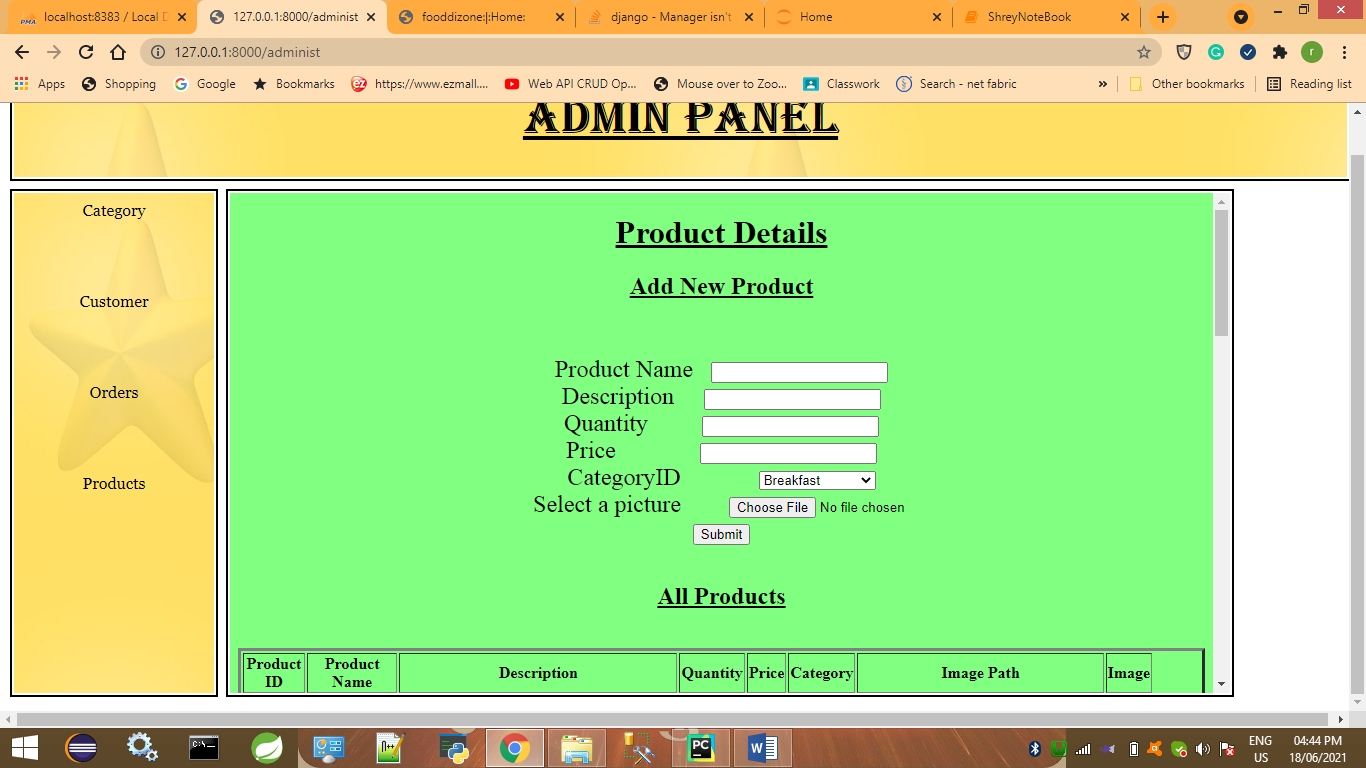 localhost:8383 / Local D
127.0.0.1:8000/administ
fooddizone:|:Home:
django - Manager isn't
Home
ShreyNoteBook
127.0.0.1:8000/administ
r
Apps
Shopping
Google
Bookmarks
https://www.ezmall....
Web API CRUD Op...
Mouse over to Zoo...
Classwork
Search - net fabric
»
Other bookmarks
Reading list
ADMIN PANEL
Category
Customer
Orders
Products
Product Details
Add New Product
Product Name
Description
Quantity
Price
CategoryID Breakfast
Select a picture Choose File No file chosen
Submit
All Products
Product ID
Product Name
Description
Quantity
Price
Category
Image Path
Image
ENG
US
04:44 PM
18/06/2021